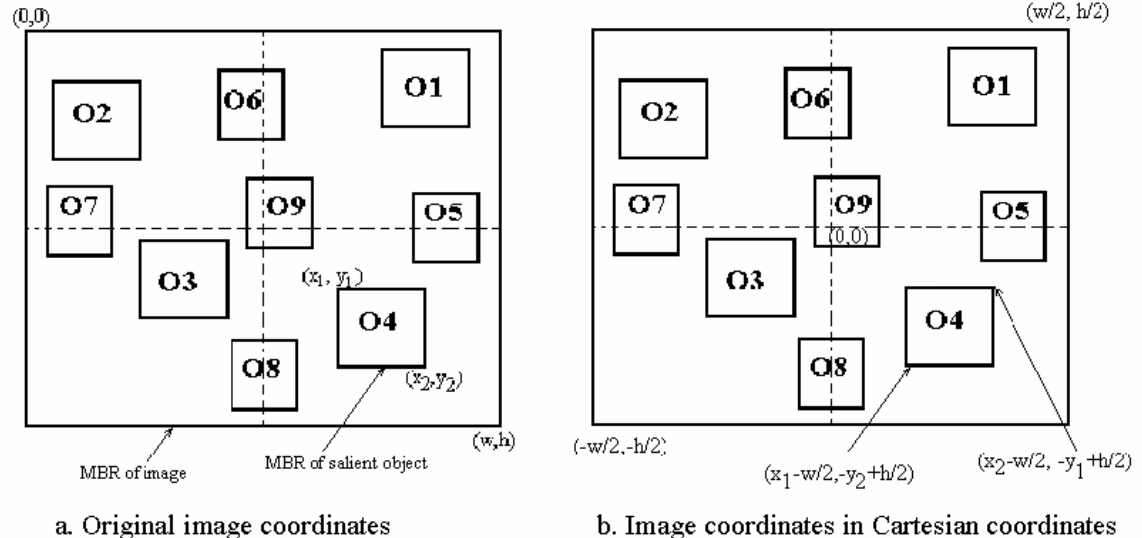 (0,0)
O1
O2
O6
O7
O9
O5
O3
(x₁, y₁)
O4
O8
(x₂,y₂)
(w,h)
MBR of image
MBR of salient object
a. Original image coordinates
(w/2, h/2)
O1
O2
O6
O7
O9
O5
(0,0)
O3
O4
O8
(-w/2,-h/2)
(x₁-w/2,-y₂+h/2)
(x₂-w/2, -y₁+h/2)
b. Image coordinates in Cartesian coordinates